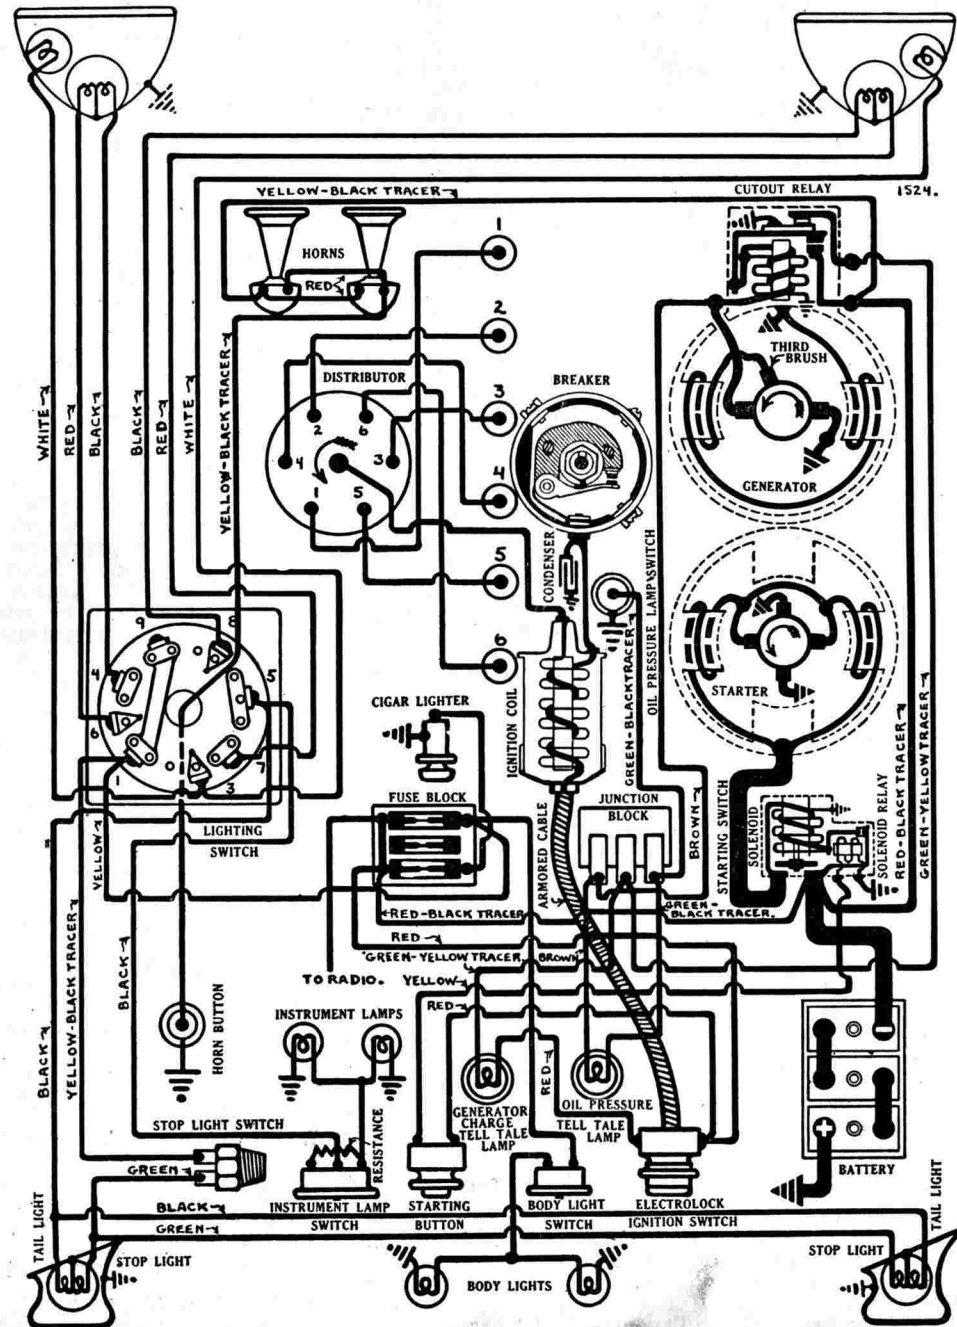 YELLOW-BLACK TRACER
1524.
CUTOUT RELAY
HORNS
RED
1
2
3
4
5
6
DISTRIBUTOR
2
6
4
3
1
5
BREAKER
THIRD
BRUSH
GENERATOR
WHITE
RED
BLACK
BLACK
RED
WHITE
YELLOW-BLACK TRACER
CONDENSER
OIL PRESSURE LAMP SWITCH
GREEN-BLACKTRACER
STARTER
9
8
4
5
6
7
1
3
LIGHTING
SWITCH
CIGAR LIGHTER
IGNITION COIL
FUSE BLOCK
JUNCTION
BLOCK
ARMORED CABLE
BROWN
STARTING SWITCH
SOLENOID
SOLENOID RELAY
RED-BLACK TRACER
GREEN-YELLOW TRACER
YELLOW
YELLOW-BLACK TRACER
BLACK
BLACK
RED-BLACK TRACER
GREEN-
BLACK TRACER.
RED
GREEN-YELLOW TRACER
BROWN
TO RADIO.
YELLOW
RED
HORN BUTTON
INSTRUMENT LAMPS
RED
GENERATOR
CHARGE
TELL TALE
LAMP
OIL PRESSURE
TELL TALE
LAMP
RESISTANCE
STOP LIGHT SWITCH
GREEN
BATTERY
BLACK
INSTRUMENT LAMP
SWITCH
STARTING
BUTTON
BODY LIGHT
SWITCH
ELECTROLOCK
IGNITION SWITCH
GREEN
TAIL LIGHT
STOP LIGHT
BODY LIGHTS
STOP LIGHT
TAIL LIGHT